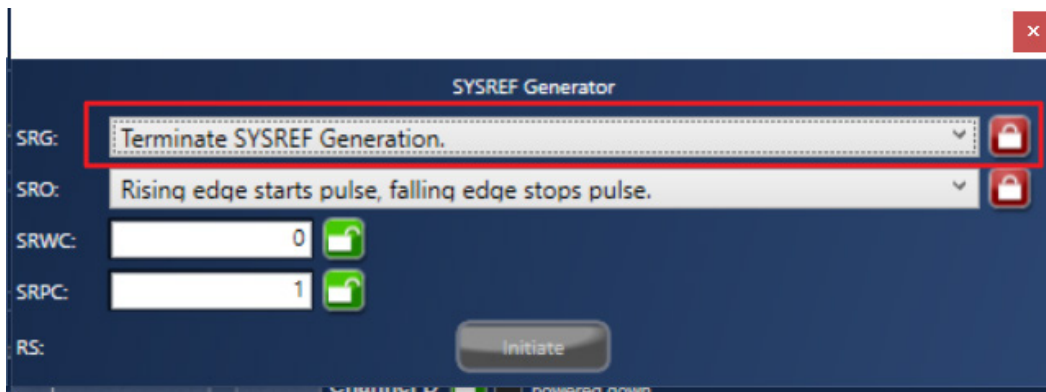 SYSREF Generator
SRG: Terminate SYSREF Generation.
SRO: Rising edge starts pulse, falling edge stops pulse.
SRWC: 0
SRPC: 1
RS: Initiate
Channel D powered down